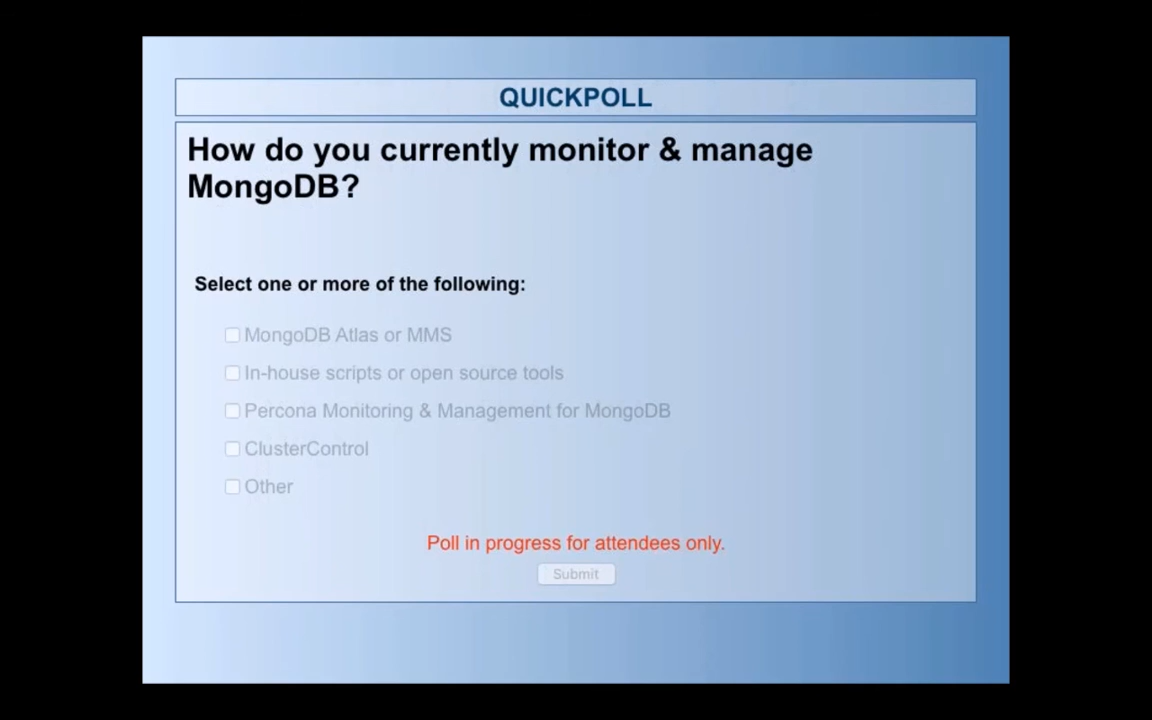 QUICKPOLL
How do you currently monitor & manage
MongoDB?
Select one or more of the following:
MongoDB Atlas or MMS
In-house scripts or open source tools
Percona Monitoring & Management for MongoDB
ClusterControl
Other
Poll in progress for attendees only.
Submit